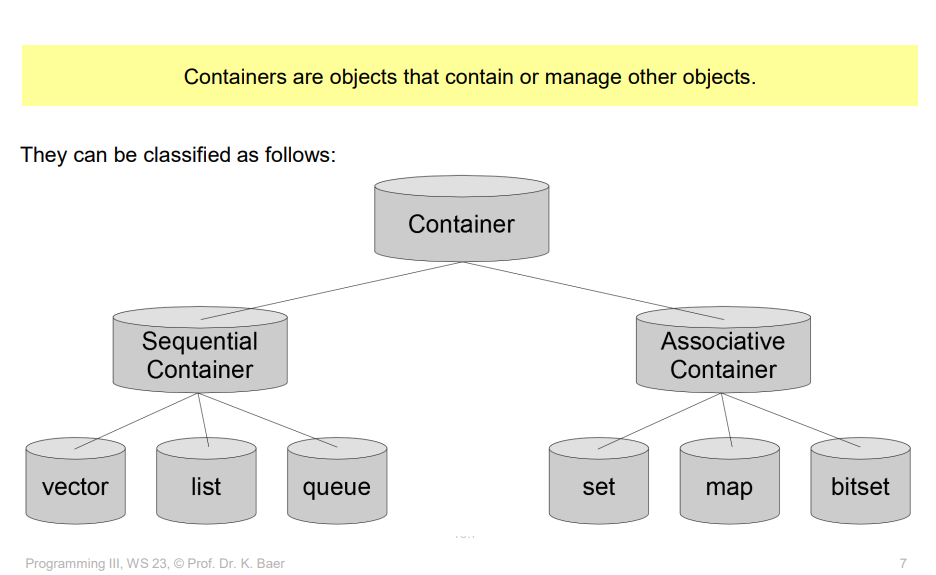 Containers are objects that contain or manage other objects.
They can be classified as follows:
Container
Sequential
Container
Associative
Container
vector
list
queue
set
map
bitset
Programming III, WS 23, © Prof. Dr. K. Baer
7